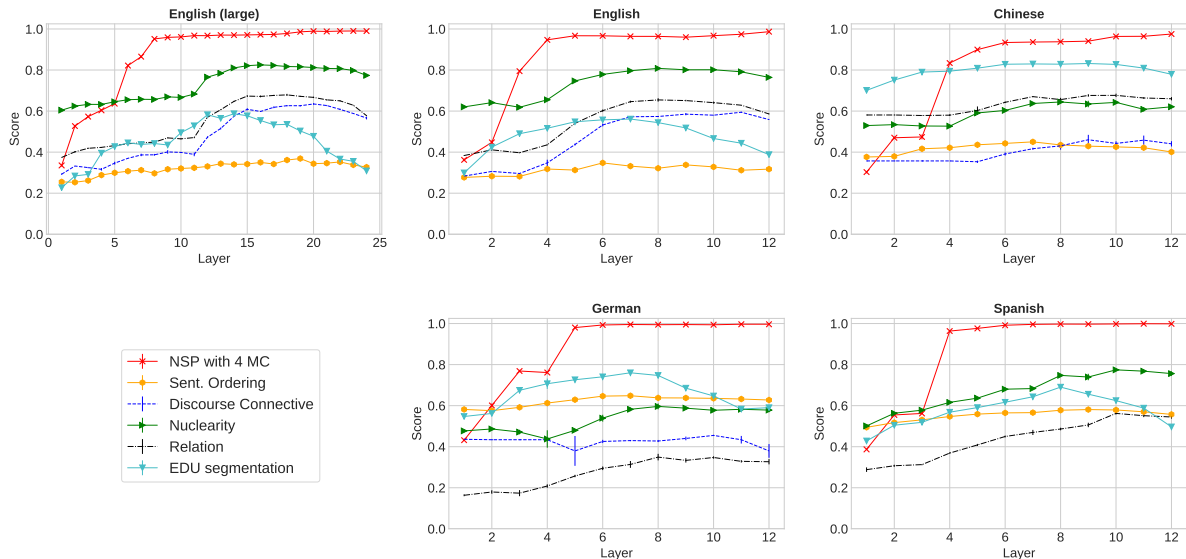 English (large)
1.0
0.8
0.6
0.4
0.2
0.0
Score
0 5 10 15 20 25
Layer
English
1.0
0.8
0.6
0.4
0.2
0.0
Score
2 4 6 8 10 12
Layer
Chinese
1.0
0.8
0.6
0.4
0.2
0.0
Score
2 4 6 8 10 12
Layer
NSP with 4 MC
Sent. Ordering
Discourse Connective
Nuclearity
Relation
EDU segmentation
German
1.0
0.8
0.6
0.4
0.2
0.0
Score
2 4 6 8 10 12
Layer
Spanish
1.0
0.8
0.6
0.4
0.2
0.0
Score
2 4 6 8 10 12
Layer